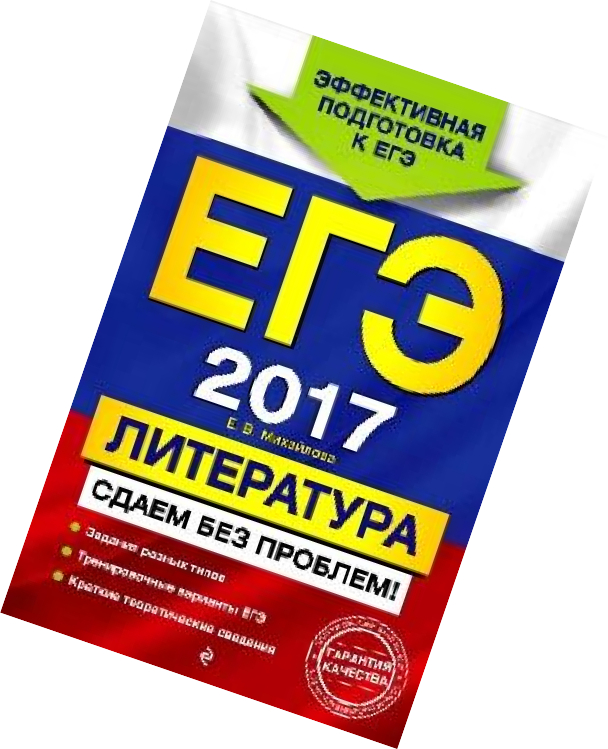 ЭФФЕКТИВНАЯ
ПОДГОТОВКА
К ЕГЭ
ЕГЭ
2017
Е. В. Михайлова
ЛИТЕРАТУРА
СДАЕМ БЕЗ ПРОБЛЕМ!
Задания разных типов
Тренировочные варианты ЕГЭ
Краткие теоретические сведения
ГАРАНТИЯ
КАЧЕСТВА